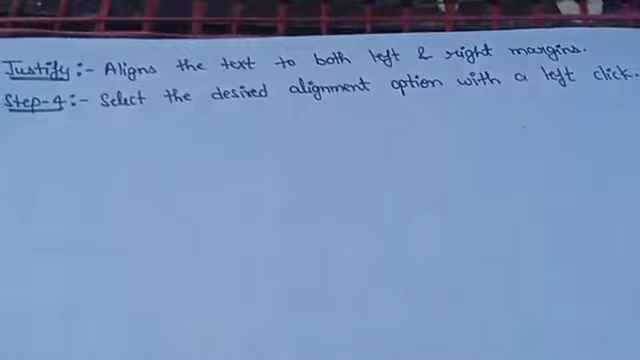 Justify:- Aligns the text to both left & right margins.
Step-4:- Select the desired alignment option with a left click.